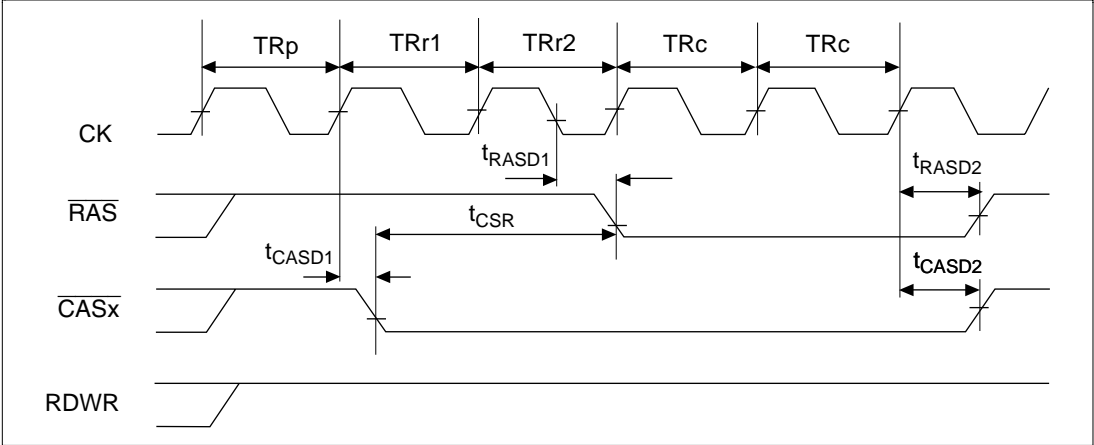 TRp TRr1 TRr2 TRc TRc
CK
tRASD1 tRASD2
RAS
tCSR
tCASD1 tCASD2
CASx
RDWR